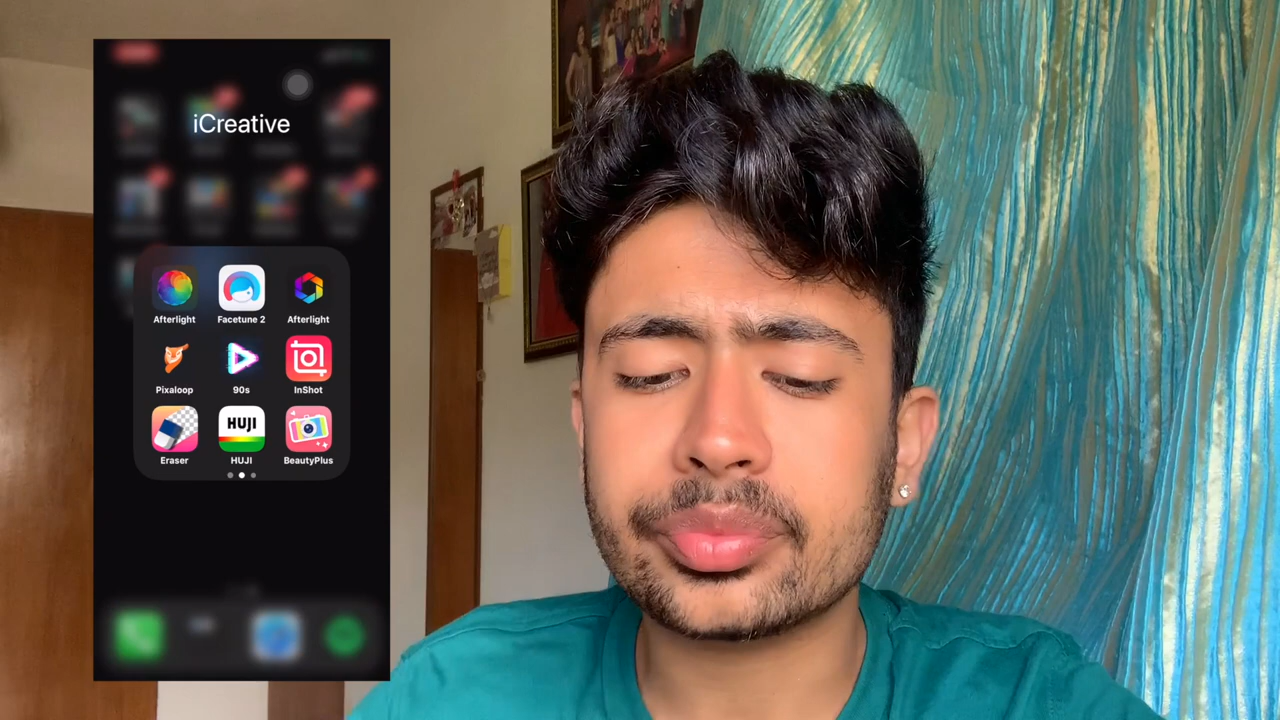 iCreative
Afterlight
Facetune 2
Afterlight
Pixaloop
90s
InShot
HUJI
Eraser
HUJI
BeautyPlus